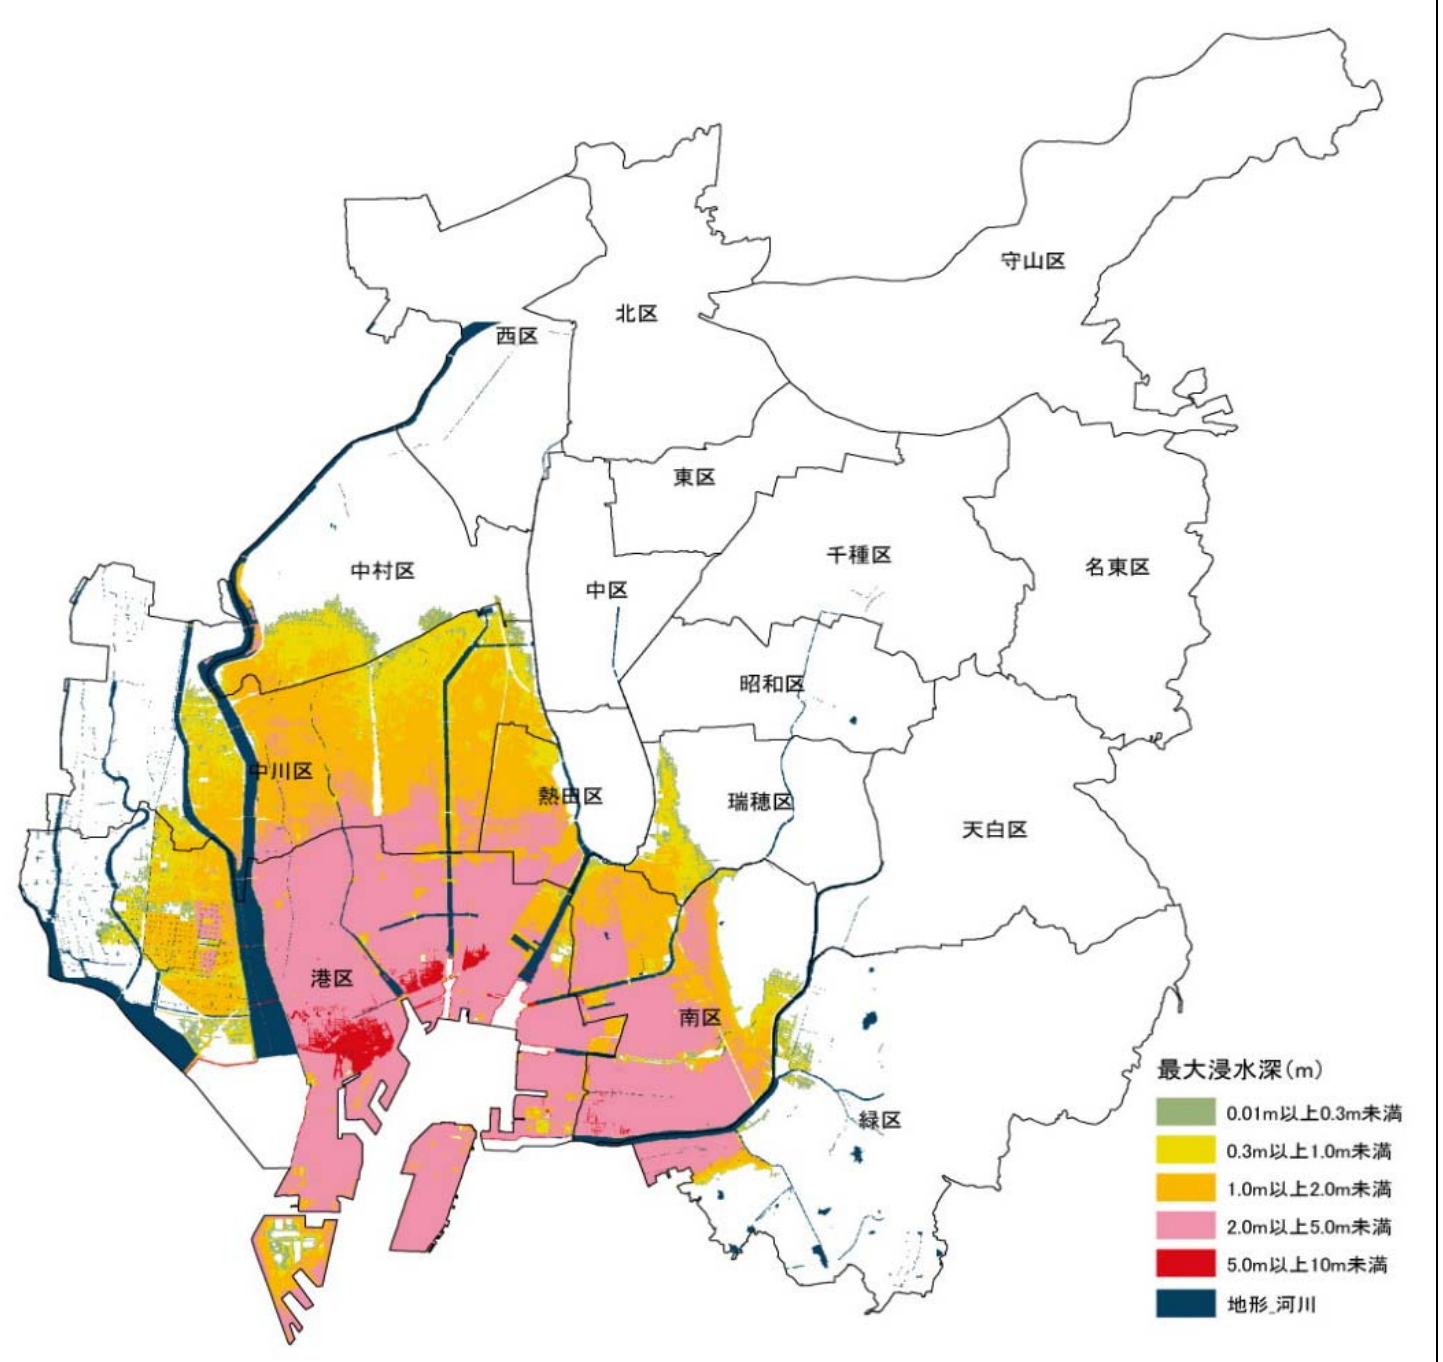 守山区
北区
西区
東区
千種区
名東区
中村区
中区
昭和区
中川区
熱田区
瑞穂区
天白区
港区
南区
緑区
最大浸水深(m)
0.01m以上0.3m未満
0.3m以上1.0m未満
1.0m以上2.0m未満
2.0m以上5.0m未満
5.0m以上10m未満
地形_河川